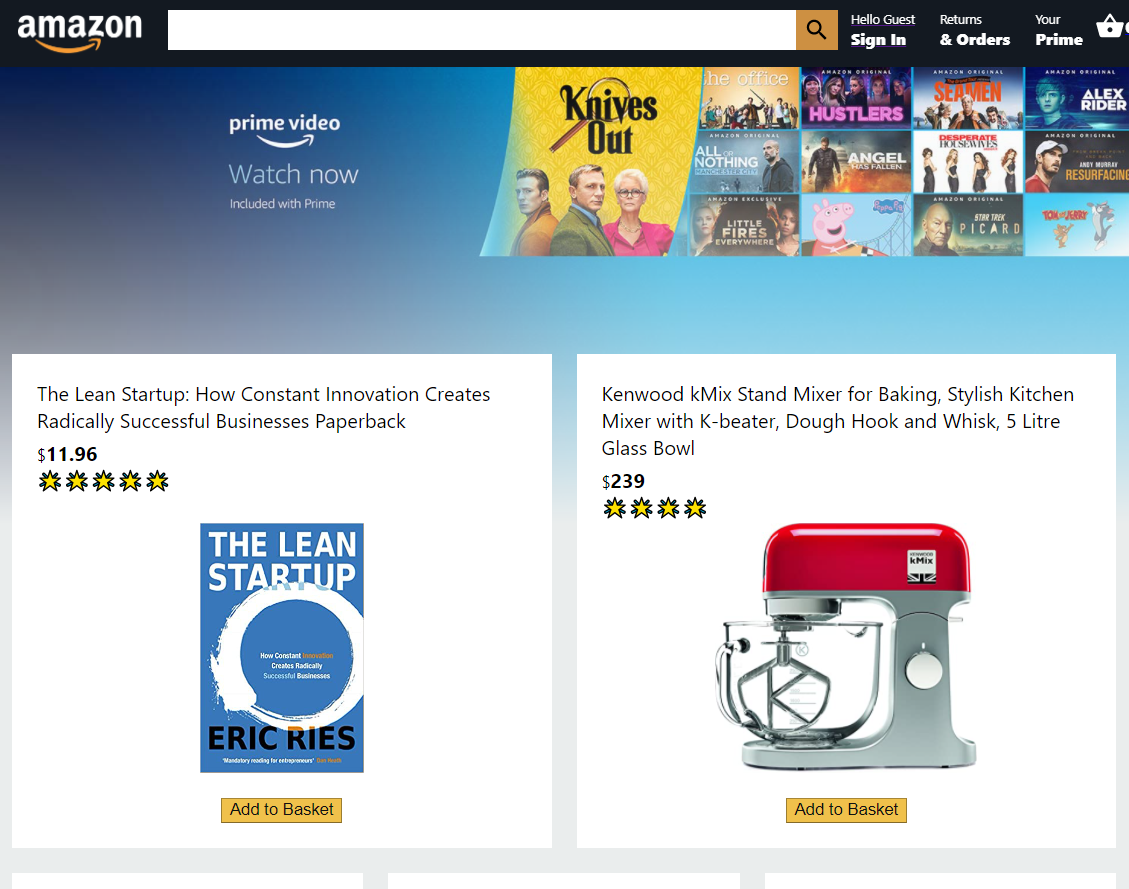 amazon
Hello Guest
Sign In
Returns
& Orders
Your
Prime
prime video
Watch now
Included with Prime
Knives
Out
the office
AMAZON ORIGINAL
HUSTLERS
AMAZON ORIGINAL
SEAMEN
AMAZON ORIGINAL
ALEX
RIDER
AMAZON ORIGINAL
ALL OR
NOTHING
MANCHESTER CITY
ANGEL
HAS FALLEN
DESPERATE
HOUSEWIVES
AMAZON ORIGINAL
ANDY MURRAY
RESURFACING
AMAZON EXCLUSIVE
LITTLE
FIRES
EVERYWHERE
Peppa Pig
AMAZON ORIGINAL
STAR TREK
PICARD
TOM AND JERRY
The Lean Startup: How Constant Innovation Creates
Radically Successful Businesses Paperback
$11.96
THE LEAN
STARTUP
How Constant Innovation
Creates Radically
Successful Businesses
ERIC RIES
'Mandatory reading for entrepreneurs' Dan Heath
Add to Basket
Kenwood kMix Stand Mixer for Baking, Stylish Kitchen
Mixer with K-beater, Dough Hook and Whisk, 5 Litre
Glass Bowl
$239
KENWOOD
kMix
K
Add to Basket